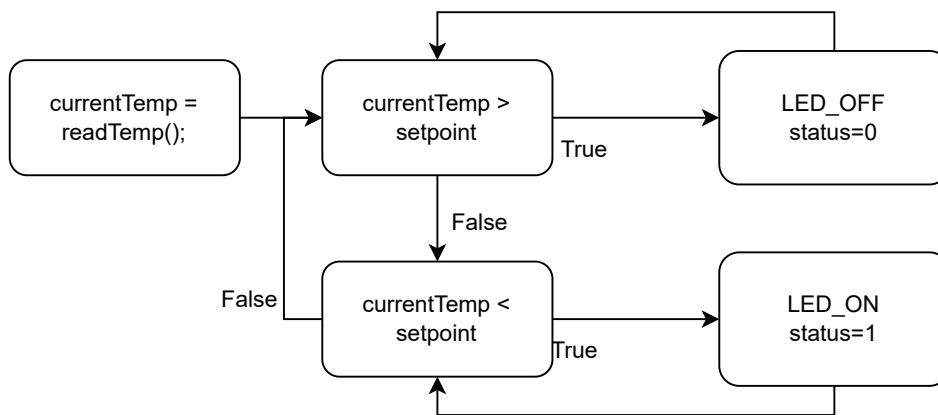 currentTemp =
readTemp();
currentTemp >
setpoint
True
LED_OFF
status=0
False
currentTemp <
setpoint
False
True
LED_ON
status=1